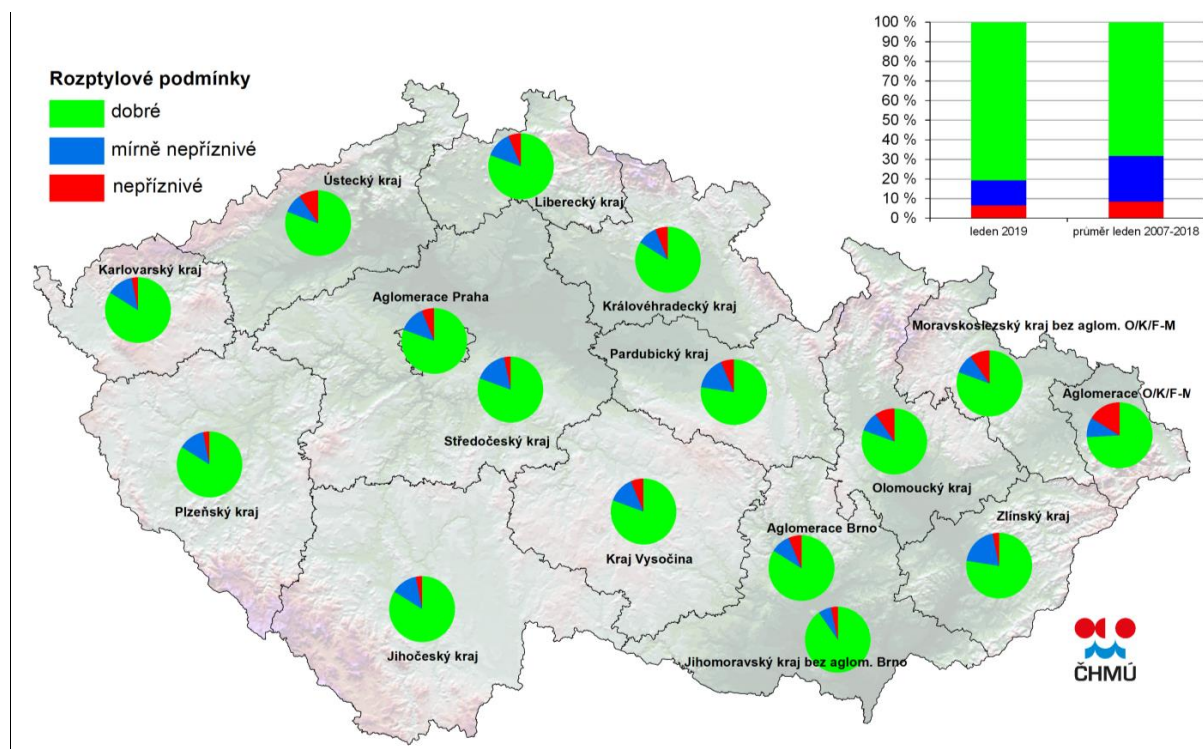 Rozptylové podmínky
dobré
mírně nepříznivé
nepříznivé
100 %
90 %
80 %
70 %
60 %
50 %
40 %
30 %
20 %
10 %
0 %
leden 2019
průměr leden 2007-2018
Ústecký kraj
Liberecký kraj
Karlovarský kraj
Aglomerace Praha
Královéhradecký kraj
Moravskoslezský kraj bez aglom. O/K/F-M
Pardubický kraj
Aglomerace O/K/F-M
Středočeský kraj
Olomoucký kraj
Plzeňský kraj
Zlínský kraj
Aglomerace Brno
Kraj Vysočina
Jihočeský kraj
Jihomoravský kraj bez aglom. Brno
ČHMÚ